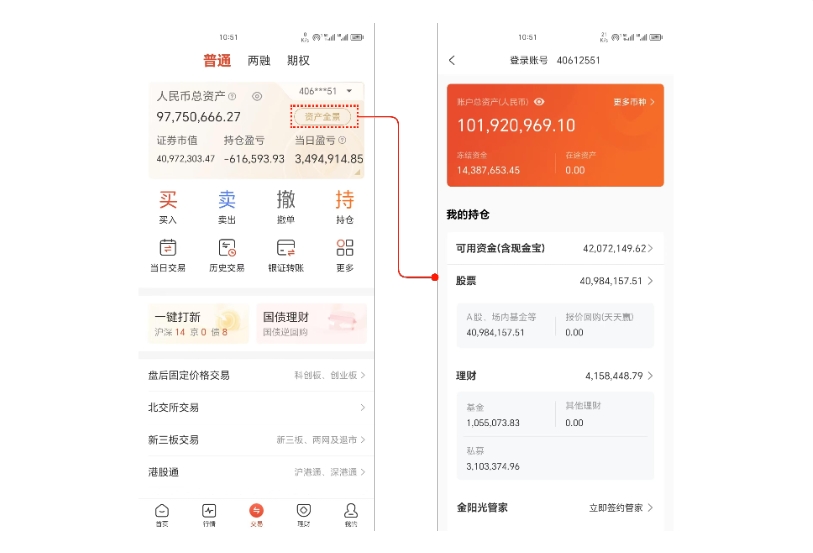 10:51
普通 两融 期权
人民币总资产 406***51
97,750,666.27 资产全景
证券市值 持仓盈亏 当日盈亏
40,972,303.47 -616,593.93 3,494,914.85
买 卖 撤 持
买入 卖出 撤单 持仓
当日交易 历史交易 银证转账 更多
一键打新 国债理财
沪深 14 京 0 债 8 国债逆回购
盘后固定价格交易 科创板、创业板
北交所交易
新三板交易 新三板、两网及退市
港股通 沪港通、深港通
首页 行情 交易 理财 我的
10:51
登录账号 40612551
账户总资产(人民币) 更多币种
101,920,969.10
冻结资金 在途资产
14,387,653.45 0.00
我的持仓
可用资金(含现金宝) 42,072,149.62
股票 40,984,157.51
A股、场内基金等 报价回购(天天赢)
40,984,157.51 0.00
理财 4,158,448.79
基金 其他理财
1,055,073.83 0.00
私募
3,103,374.96
金阳光管家 立即签约管家